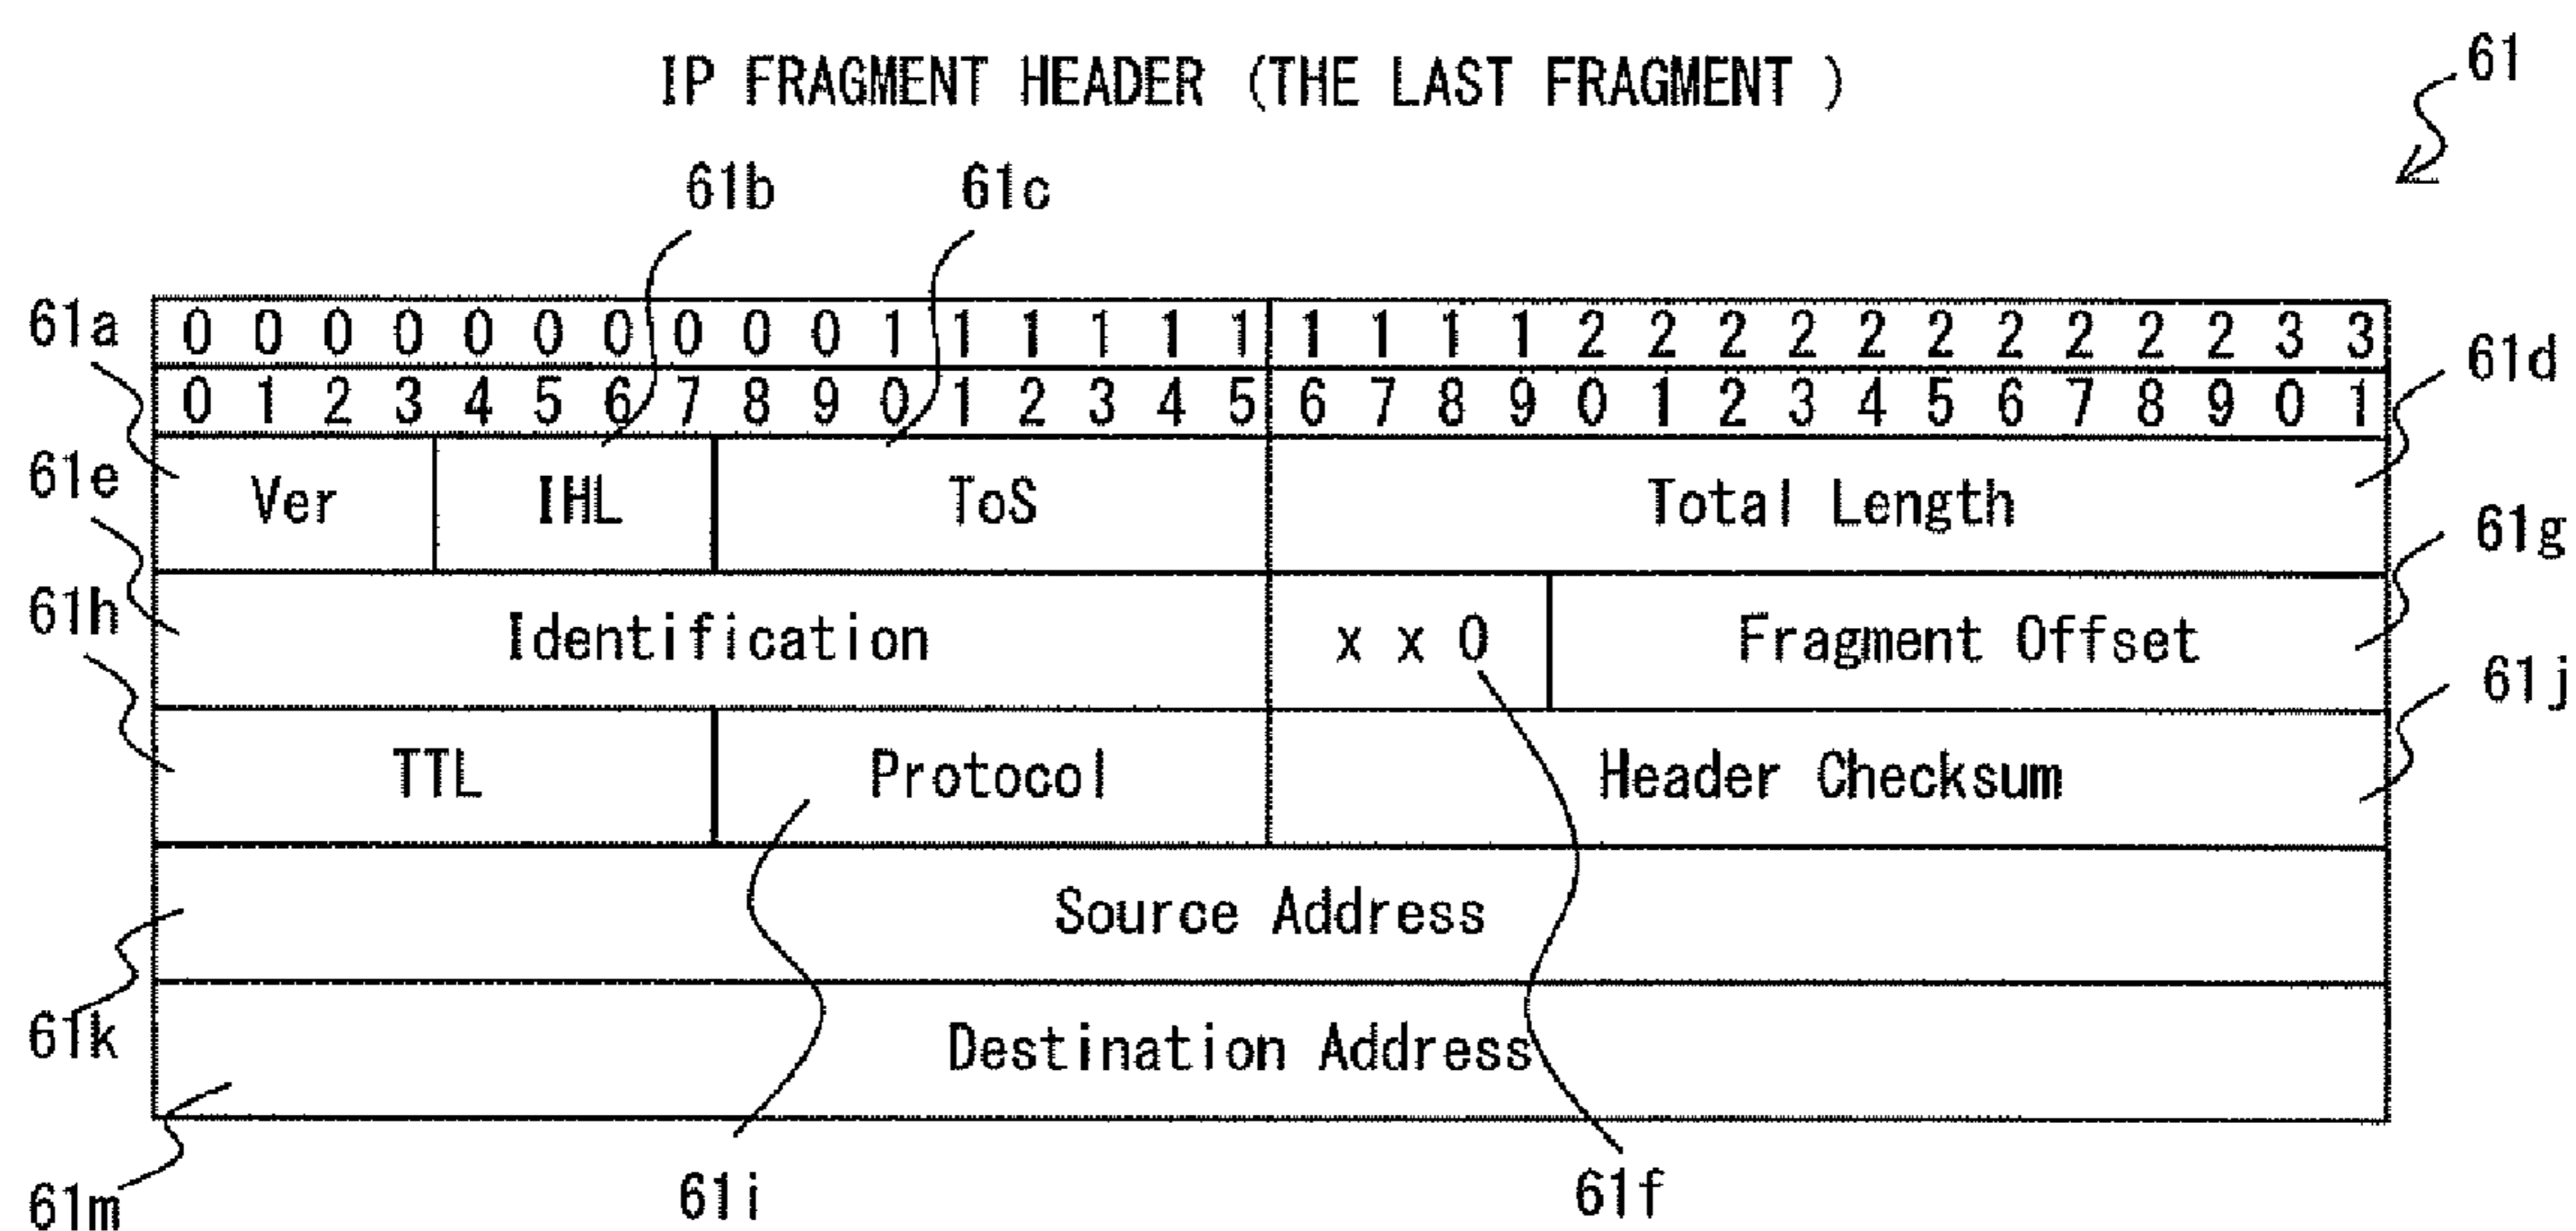 IP FRAGMENT HEADER (THE LAST FRAGMENT )
61
61b 61c
61a 0 0 0 0 0 0 0 0 0 0 1 1 1 1 1 1 1 1 1 1 2 2 2 2 2 2 2 2 2 2 3 3
61d
0 1 2 3 4 5 6 7 8 9 0 1 2 3 4 5 6 7 8 9 0 1 2 3 4 5 6 7 8 9 0 1
61e Ver IHL ToS Total Length
61g
61h Identification x x 0 Fragment Offset
61j
TTL Protocol Header Checksum
Source Address
61k Destination Address
61m 61i 61f